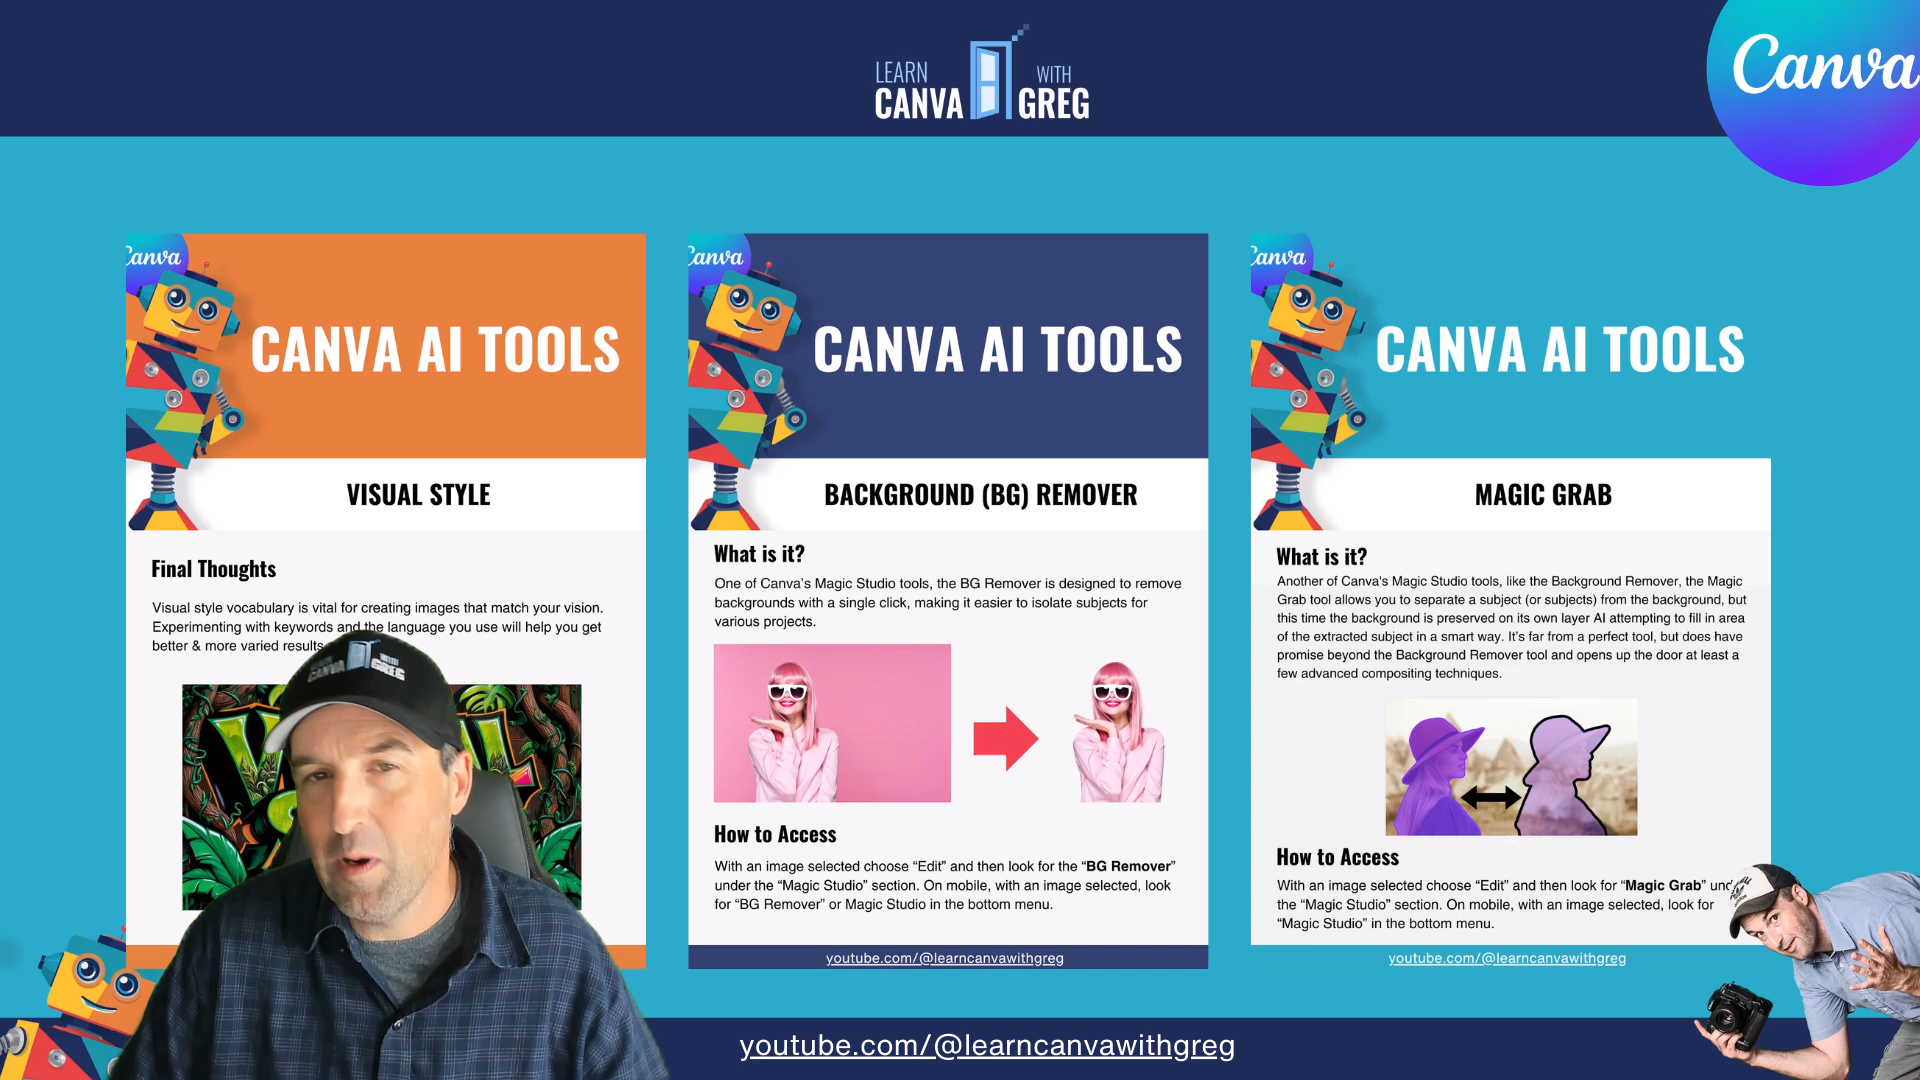 LEARN WITH
CANVA GREG
Canva
Canva
CANVA AI TOOLS
VISUAL STYLE
Final Thoughts
Visual style vocabulary is vital for creating images that match your vision.
Experimenting with keywords and the language you use will help you get
better & more varied results
LEARN WITH
CANVA GREG
Canva
CANVA AI TOOLS
BACKGROUND (BG) REMOVER
What is it?
One of Canva's Magic Studio tools, the BG Remover is designed to remove
backgrounds with a single click, making it easier to isolate subjects for
various projects.
How to Access
With an image selected choose “Edit” and then look for the “BG Remover”
under the “Magic Studio” section. On mobile, with an image selected, look
for “BG Remover” or Magic Studio in the bottom menu.
youtube.com/@learncanvawithgreg
Canva
CANVA AI TOOLS
MAGIC GRAB
What is it?
Another of Canva's Magic Studio tools, like the Background Remover, the Magic
Grab tool allows you to separate a subject (or subjects) from the background, but
this time the background is preserved on its own layer AI attempting to fill in area
of the extracted subject in a smart way. It's far from a perfect tool, but does have
promise beyond the Background Remover tool and opens up the door at least a
few advanced compositing techniques.
How to Access
With an image selected choose “Edit” and then look for “Magic Grab” und
the “Magic Studio” section. On mobile, with an image selected, look for
“Magic Studio” in the bottom menu.
youtube.com/@learncanvawithgreg
youtube.com/@learncanvawithgreg